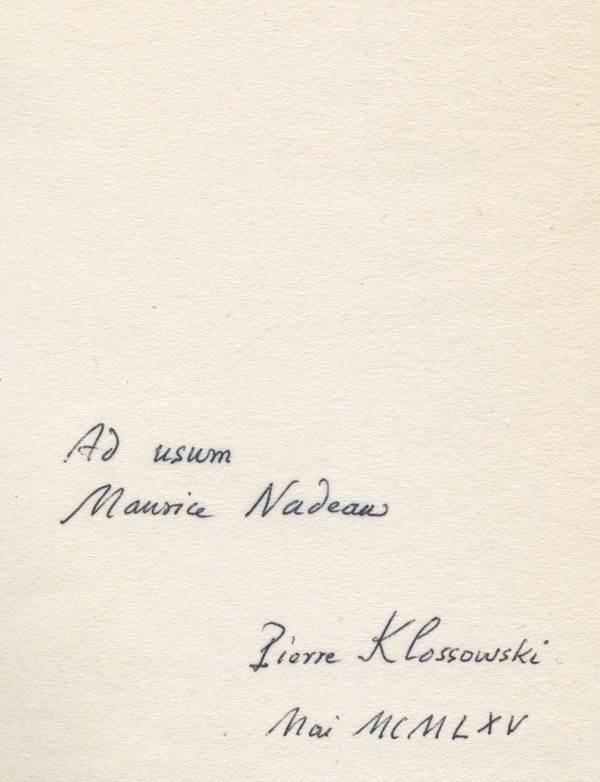 Ad usum
Maurice Nadeau
Pierre Klossowski
Mai MCMLXV